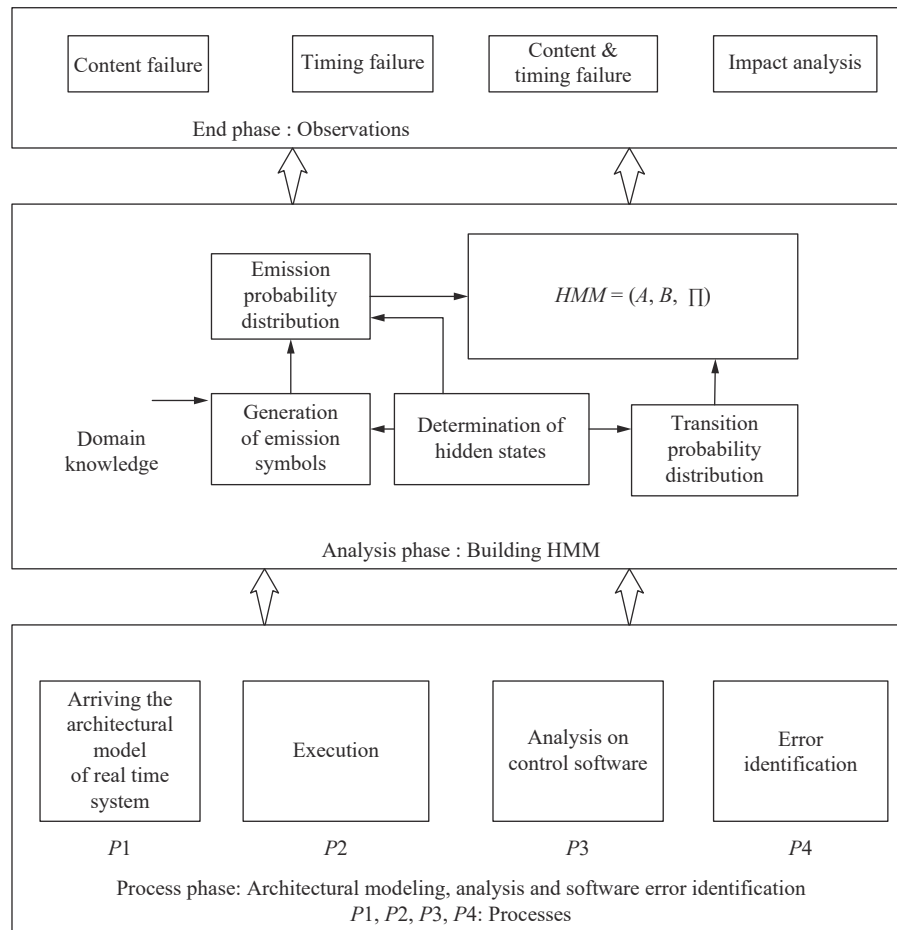 Content failure
Timing failure
Content &
timing failure
Impact analysis
End phase : Observations
Emission
probability
distribution
HMM = (A, B, ∏)
Domain
knowledge
Generation
of emission
symbols
Determination of
hidden states
Transition
probability
distribution
Analysis phase : Building HMM
Arriving the
architectural
model
of real time
system
Execution
Analysis on
control software
Error
identification
P1
P2
P3
P4
Process phase: Architectural modeling, analysis and software error identification
P1, P2, P3, P4: Processes